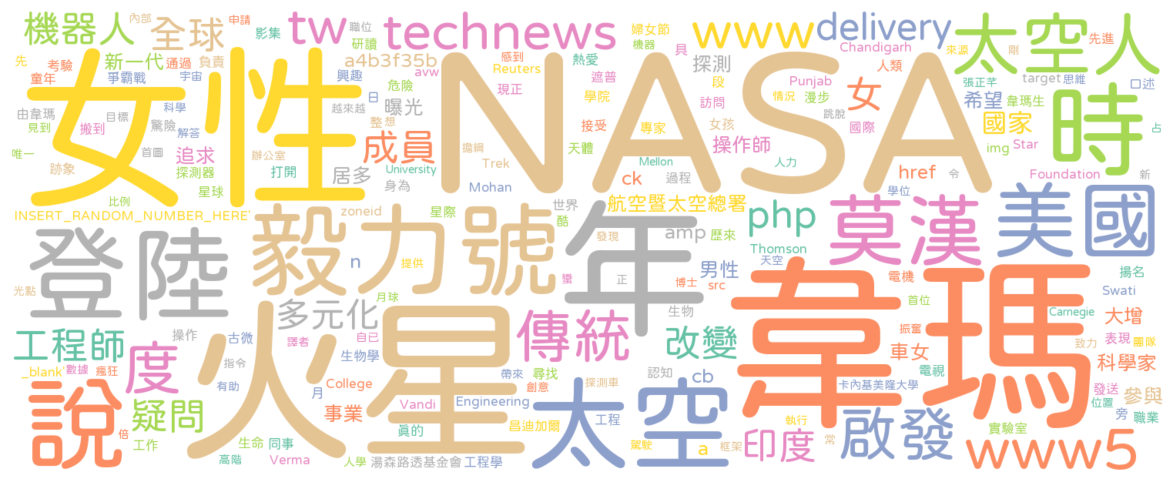 機器人 內部 全球 申請 影集 tw 職位 研讀 technews 婦女節 機器 www delivery 太空人 來源 剛 先進
先 考驗 新一代 通過 負責 a4b3f35b 感到 Reuters 熱愛 具 探測 Chandigarh 人類 張正芊 target 思維 口述
童年 爭霸戰 宇宙 興趣 avw 危險 學院 遮普 段 Punjab 漫步 希望 韋瑪生
女性 NASA 時
由韋瑪 科學 越來越 日 曝光 現正 訪問 情況 女 跳脫 國家
見到 搬到 目標 驚險 解答 整 想 接受 專家 女孩 操作師 國際 img Star 占
唯一 首圖 追求 辦公室 成員 擔綱 天體 Mellon 人力 href 令 Foundation 新
跡象 探測器 打開 居多 University Trek 過程 ck 學位
比例 星球 身為 Mohan
INSERT_RANDOM_NUMBER_HERE zoneid 星際 世界 航空暨太空總署 php 莫漢 美國
登陸 毅力號 酷 年 發現 amp 歷來 Thomson
n 提供 蠻 正 博士 男性 src 天空 電機 揚名
光點 月球 多元化 生物 韋瑪 首位 Swati
操作 古微 自己 傳統 改變 振奮 Carnegie 大增
工程師 譯者 指令 火星 生物學 認知 車女 表現 團隊
_blank 數據 瘋狂 度 有助 月 帶來 尋找 探測車 cb 電視 致力 科學家
說 疑問 事業 College Vandi Engineering 創意 卡內基美隆大學 發送 位置 參與
倍 工作 生命 同事 真的 昌迪加爾 太空 工程 a 執行 啟發 旁 職業
高階 Verma 人學 湯森路透基金會 工程學 駕駛 框架 印度 常 實驗室 www5